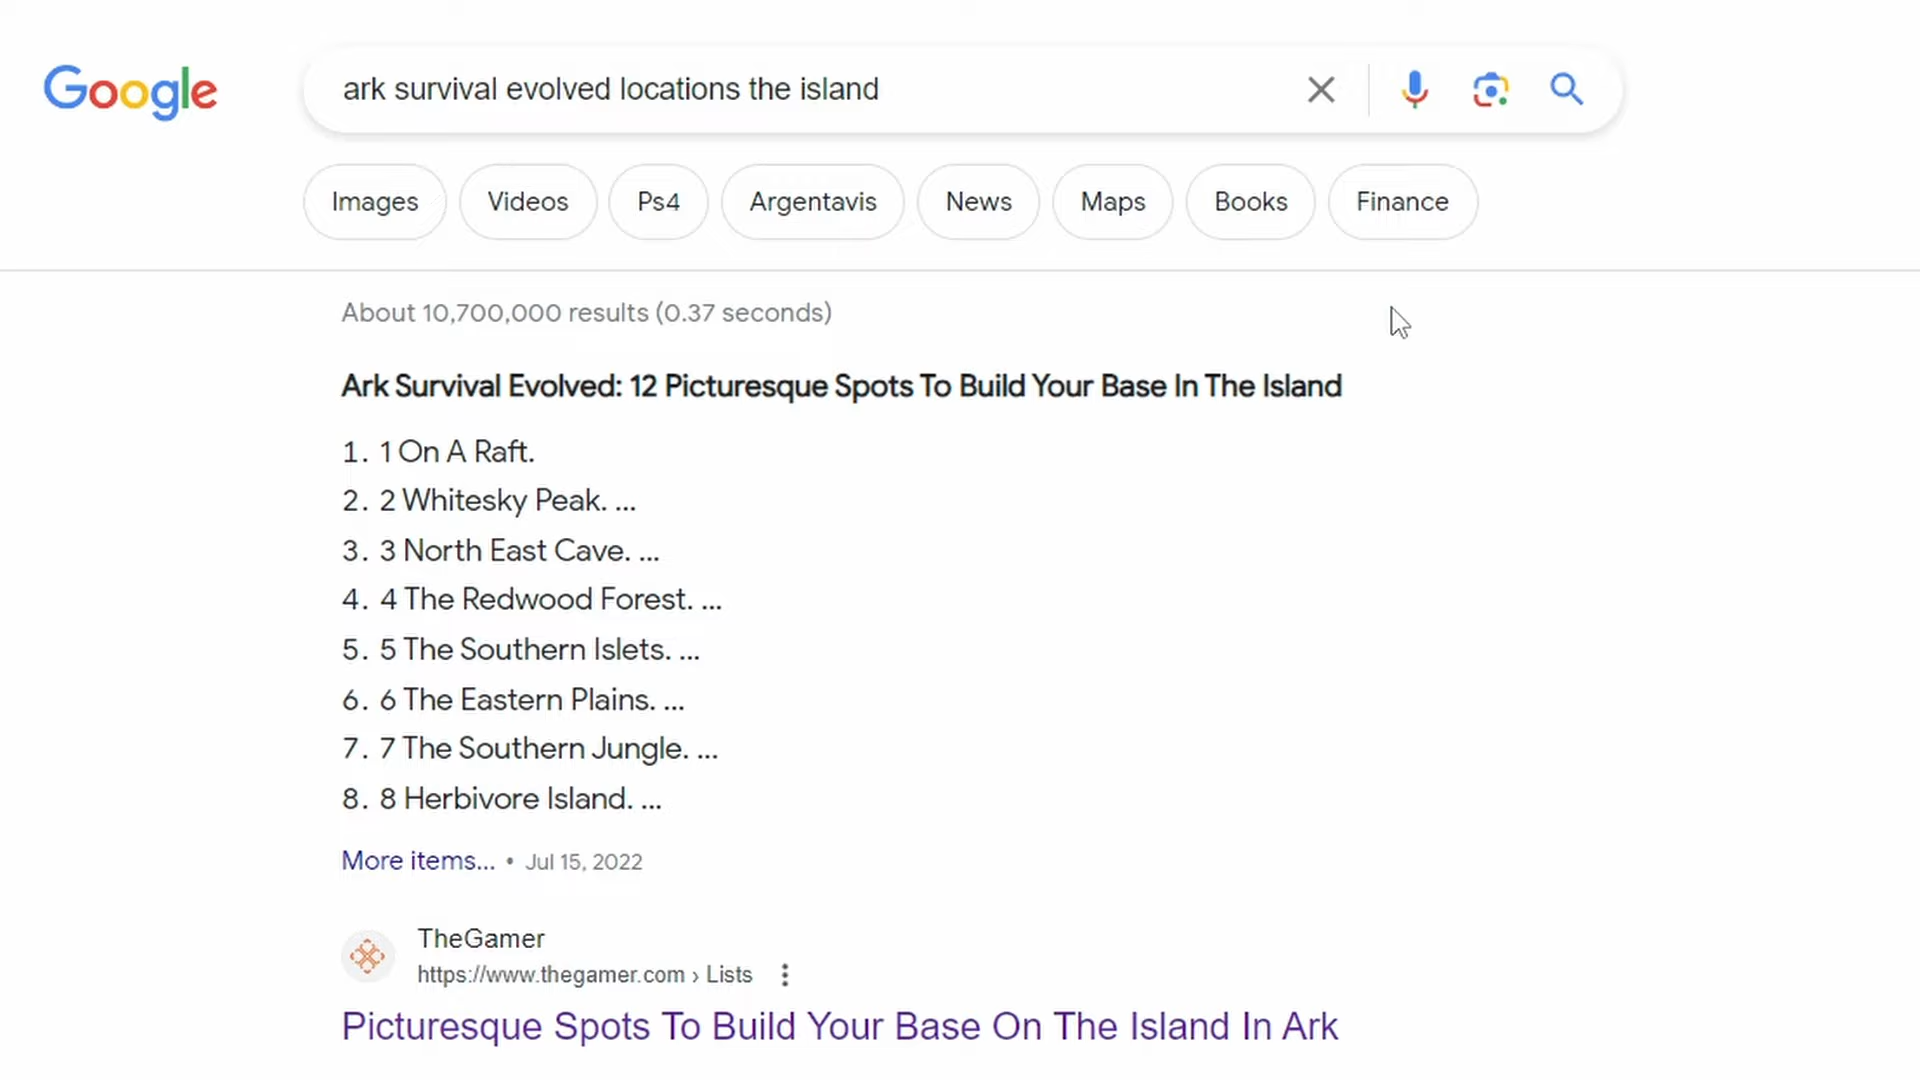 Google
ark survival evolved locations the island
Images Videos Ps4 Argentavis News Maps Books Finance
About 10,700,000 results (0.37 seconds)
Ark Survival Evolved: 12 Picturesque Spots To Build Your Base In The Island
1. 1 On A Raft.
2. 2 Whitesky Peak. ...
3. 3 North East Cave. ...
4. 4 The Redwood Forest. ...
5. 5 The Southern Islets. ...
6. 6 The Eastern Plains. ...
7. 7 The Southern Jungle. ...
8. 8 Herbivore Island. ...
More items... • Jul 15, 2022
TheGamer
https://www.thegamer.com › Lists
Picturesque Spots To Build Your Base On The Island In Ark